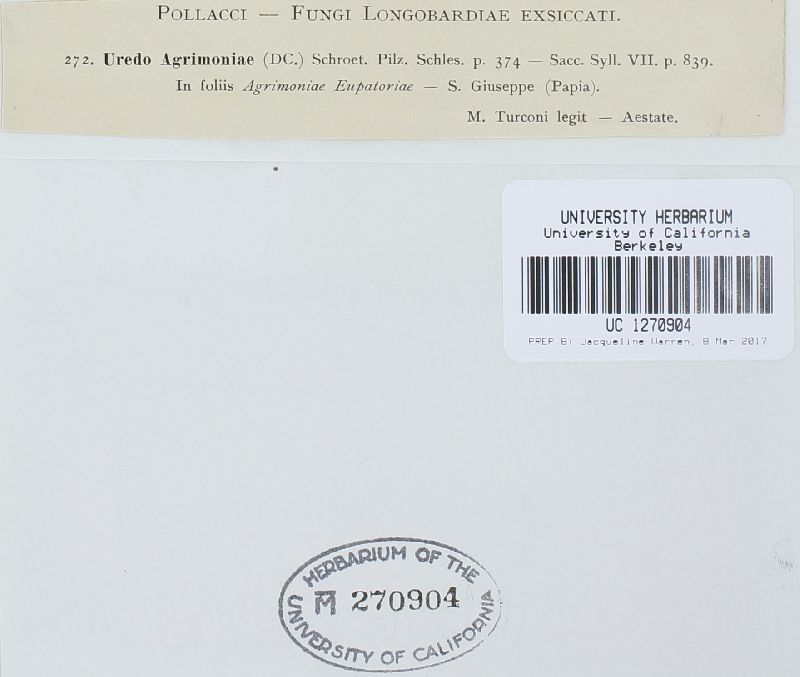 POLLACCI — FUNGI LONGOBARDIAE EXSICCATI.
272. Uredo Agrimoniae (DC.) Schroet. Pilz. Schles. p. 374 — Sacc. Syll. VII. p. 839.
In foliis Agrimoniae Eupatoriae — S. Giuseppe (Papia).
M. Turconi legit — Aestate.
UNIVERSITY HERBARIUM
University of California
Berkeley
UC 1270904
PREP BY Jacqueline Warren, 8 Mar 2017
HERBARIUM OF THE
M 270904
UNIVERSITY OF CALIFORNIA